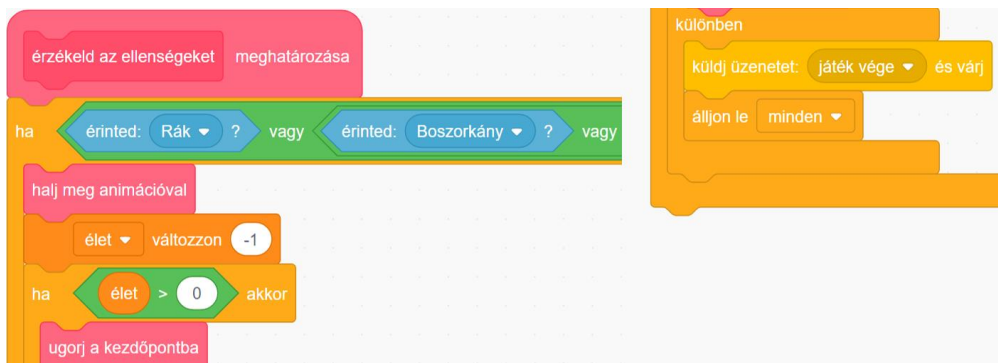 érzékeld az ellenségeket meghatározása
ha érinted: Rák ? vagy érinted: Boszorkány ? vagy
halj meg animációval
élet változzon -1
ha élet > 0 akkor
ugorj a kezdőpontba
különben
küldj üzenetet: játék vége és várj
álljon le minden